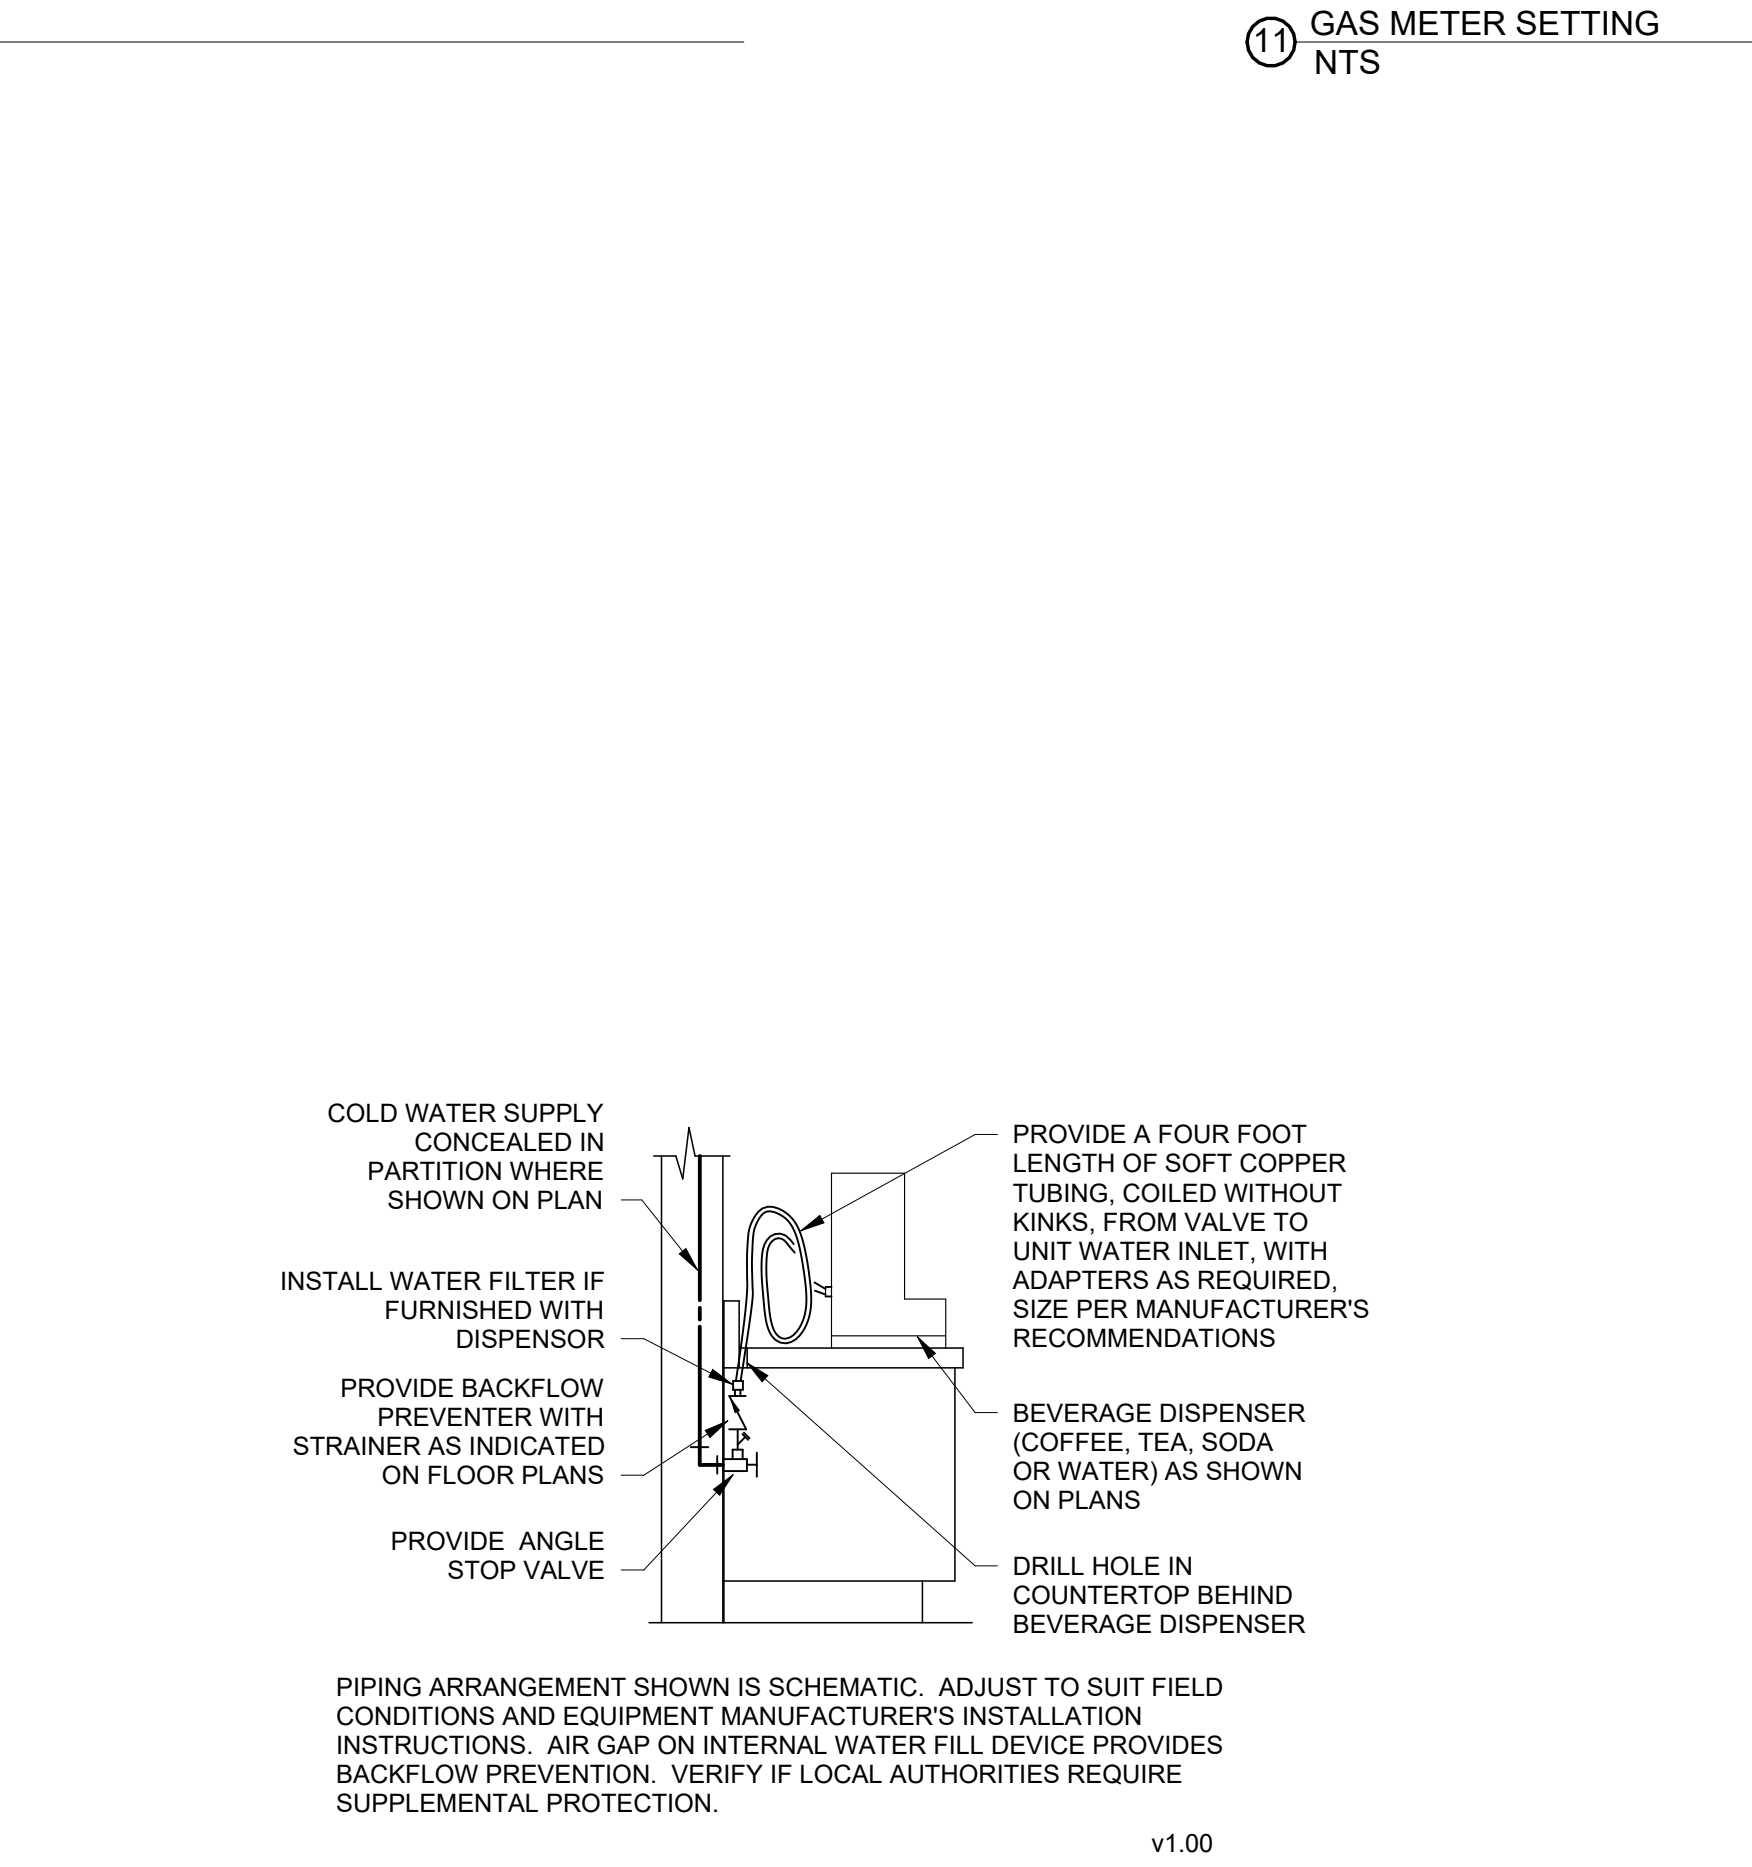 11
GAS METER SETTING
NTS
COLD WATER SUPPLY
CONCEALED IN
PARTITION WHERE
SHOWN ON PLAN
INSTALL WATER FILTER IF
FURNISHED WITH
DISPENSOR
PROVIDE BACKFLOW
PREVENTER WITH
STRAINER AS INDICATED
ON FLOOR PLANS
PROVIDE  ANGLE
STOP VALVE
PROVIDE A FOUR FOOT
LENGTH OF SOFT COPPER
TUBING, COILED WITHOUT
KINKS, FROM VALVE TO
UNIT WATER INLET, WITH
ADAPTERS AS REQUIRED,
SIZE PER MANUFACTURER'S
RECOMMENDATIONS
BEVERAGE DISPENSER
(COFFEE, TEA, SODA
OR WATER) AS SHOWN
ON PLANS
DRILL HOLE IN
COUNTERTOP BEHIND
BEVERAGE DISPENSER
PIPING ARRANGEMENT SHOWN IS SCHEMATIC.  ADJUST TO SUIT FIELD
CONDITIONS AND EQUIPMENT MANUFACTURER'S INSTALLATION
INSTRUCTIONS.  AIR GAP ON INTERNAL WATER FILL DEVICE PROVIDES
BACKFLOW PREVENTION.  VERIFY IF LOCAL AUTHORITIES REQUIRE
SUPPLEMENTAL PROTECTION.
v1.00